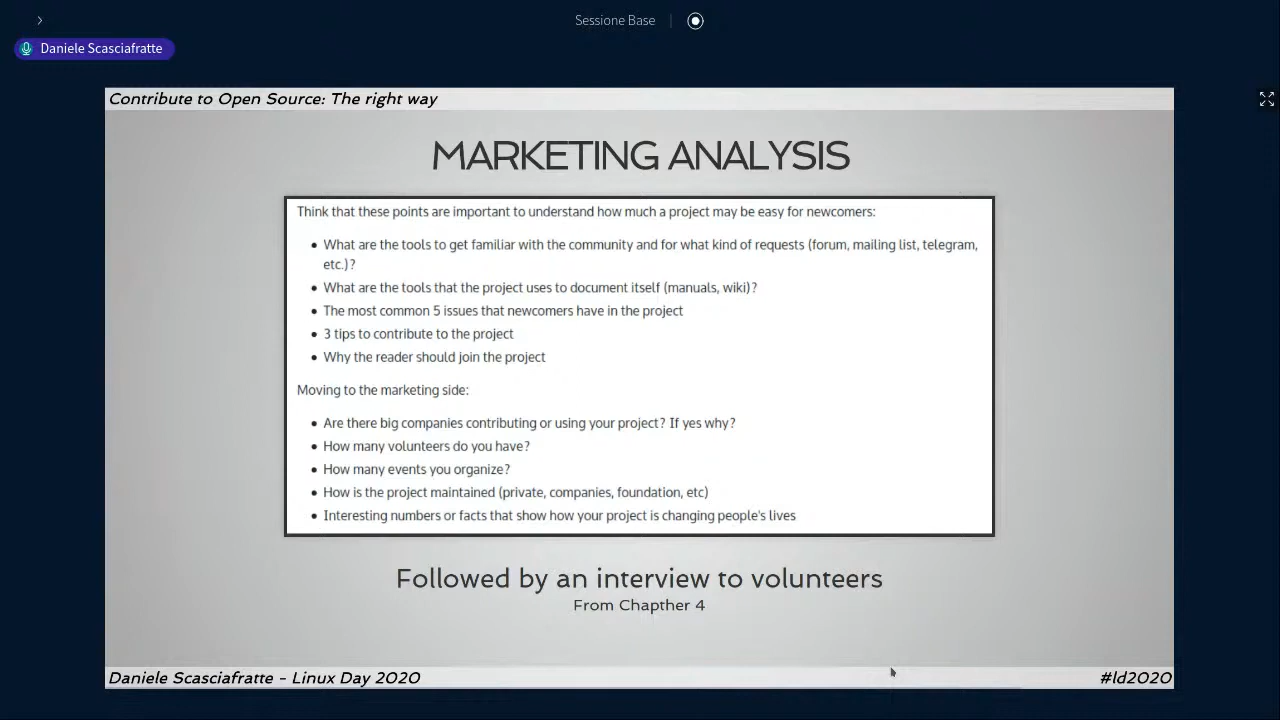 Sessione Base
Daniele Scasciafratte
Contribute to Open Source: The right way
MARKETING ANALYSIS
Think that these points are important to understand how much a project may be easy for newcomers:
• What are the tools to get familiar with the community and for what kind of requests (forum, mailing list, telegram,
etc.)?
• What are the tools that the project uses to document itself (manuals, wiki)?
• The most common 5 issues that newcomers have in the project
• 3 tips to contribute to the project
• Why the reader should join the project
Moving to the marketing side:
• Are there big companies contributing or using your project? If yes why?
• How many volunteers do you have?
• How many events you organize?
• How is the project maintained (private, companies, foundation, etc)
• Interesting numbers or facts that show how your project is changing people's lives
Followed by an interview to volunteers
From Chapther 4
Daniele Scasciafratte - Linux Day 2020
#ld2020